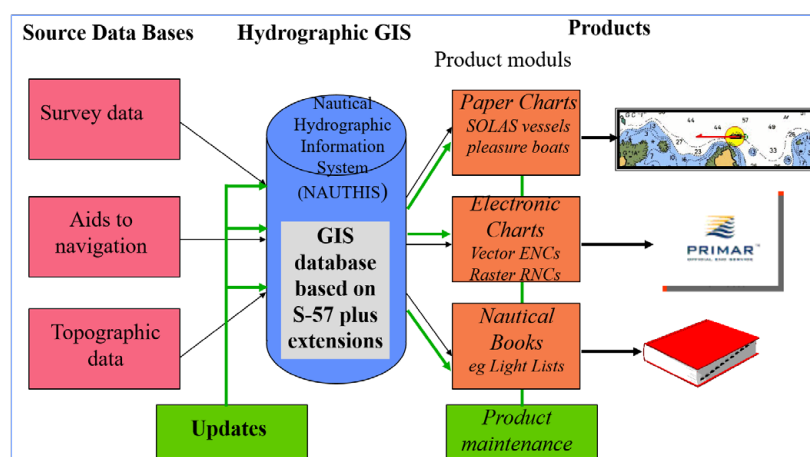 Source Data Bases
Hydrographic GIS
Products
Product moduls
Survey data
Aids to
navigation
Topographic
data
Nautical
Hydrographic
Information
System
(NAUTHIS)
GIS
database
based on
S-57 plus
extensions
Paper Charts
SOLAS vessels
pleasure boats
Electronic
Charts
Vector ENCs
Raster RNCs
Nautical
Books
eg Light Lists
PRIMAR
Updates
Product
maintenance